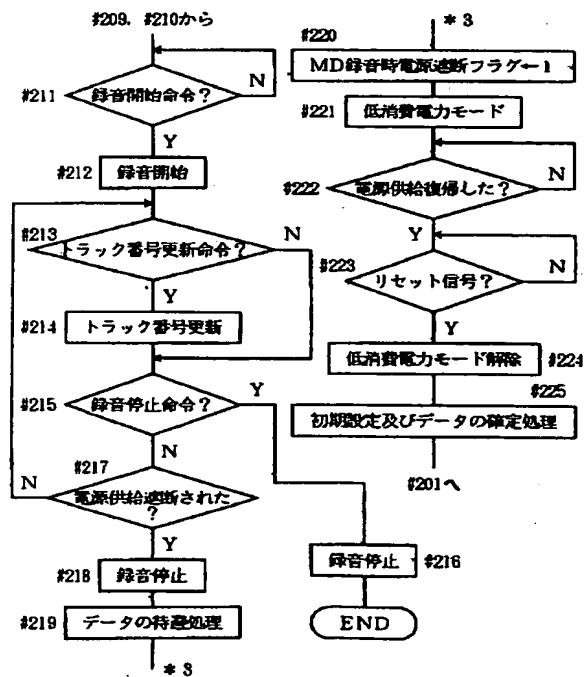 #209, #210から
#211
録音開始命令?
N
Y
#212
録音開始
#213
トラック番号更新命令?
N
Y
#214
トラック番号更新
#215
録音停止命令?
Y
N
#217
N
電源供給遮断された
?
Y
#218
録音停止
#219
データの待避処理
*3
#216
録音停止
END
*3
#220
MD録音時電源遮断フラグ←1
#221
低消費電力モード
#222
電源供給復帰した?
N
Y
#223
リセット信号?
N
Y
低消費電力モード解除
#224
#225
初期設定及びデータの確定処理
#201へ